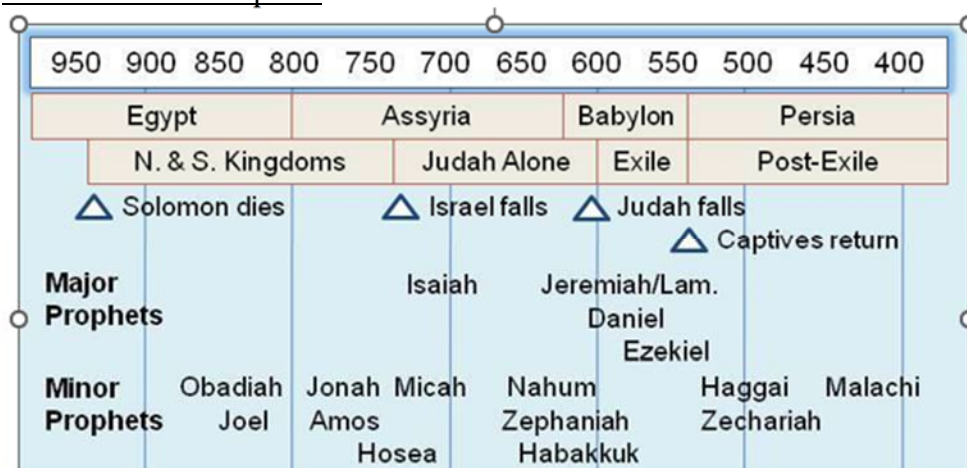 950 900 850 800 750 700 650 600 550 500 450 400
Egypt Assyria Babylon Persia
N. & S. Kingdoms Judah Alone Exile Post-Exile
Solomon dies Israel falls Judah falls
Captives return
Major Isaiah Jeremiah/Lam.
Prophets Daniel
Ezekiel
Minor Obadiah Jonah Micah Nahum Haggai Malachi
Prophets Joel Amos Zephaniah Zechariah
Hosea Habakkuk